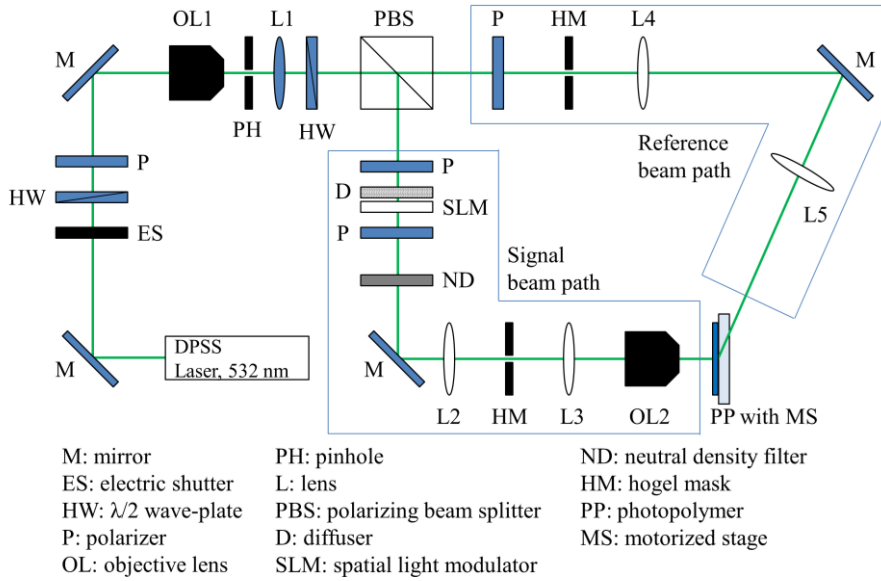 OL1
L1
PBS
P
HM
L4
M
M
PH
HW
Reference
beam path
P
P
HW
D
SLM
L5
ES
P
Signal
beam path
ND
DPSS
Laser, 532 nm
M
M
L2
HM
L3
OL2
PP with MS
M: mirror
ES: electric shutter
HW: λ/2 wave-plate
P: polarizer
OL: objective lens
PH: pinhole
L: lens
PBS: polarizing beam splitter
D: diffuser
SLM: spatial light modulator
ND: neutral density filter
HM: hogel mask
PP: photopolymer
MS: motorized stage